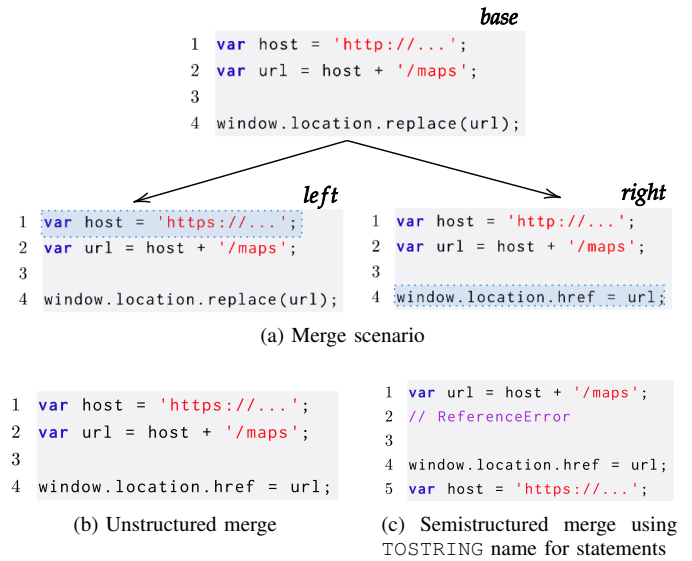 base
1 var host = 'http://...';
2 var url = host + '/maps';
3
4 window.location.replace(url);
left
1 var host = 'https://...';
2 var url = host + '/maps';
3
4 window.location.replace(url);
right
1 var host = 'http://...';
2 var url = host + '/maps';
3
4 window.location.href = url;
(a) Merge scenario
1 var host = 'https://...';
2 var url = host + '/maps';
3
4 window.location.href = url;
(b) Unstructured merge
1 var url = host + '/maps';
2 // ReferenceError
3
4 window.location.href = url;
5 var host = 'https://...';
(c) Semistructured merge using
TOSTRING name for statements